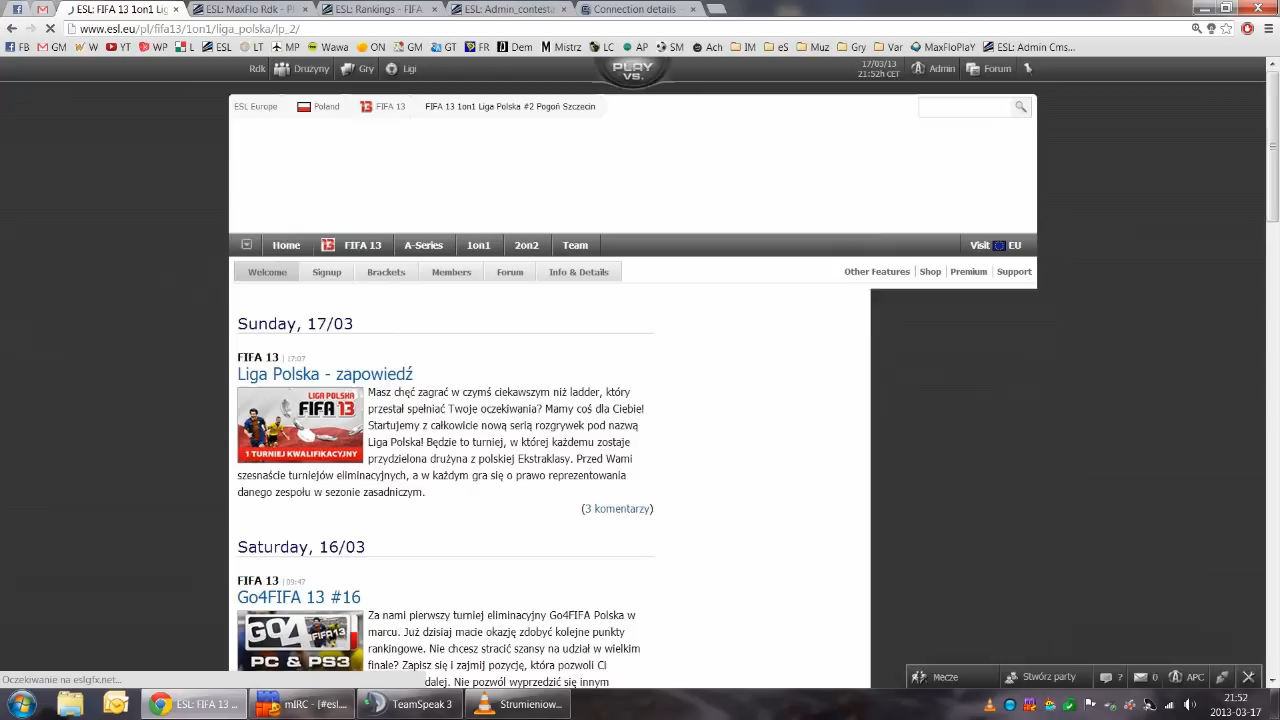 ESL: FIFA 13 1on1 Lig
ESL: MaxFlo Rdk - Pl
ESL: Rankings - FIFA
ESL: Admin_contesta
Connection details
www.esl.eu/pl/fifa13/1on1/liga_polska/lp_2/
FB GM W YT WP L ESL LT GM MP Wawa ON GM GA GT FR Dem Mistrz LC AP SM Ach IM eS Muz Gry Var MaxFloPlaY ESL: Admin Cms...
Rdk Drużyny Gry Ligi
PLAY
VS.
17/03/13
21:52h CET
Admin Forum
ESL Europe Poland 13 FIFA 13 FIFA 13 1on1 Liga Polska #2 Pogoń Szczecin
Home 13 FIFA 13 A-Series 1on1 2on2 Team Visit EU
Welcome Signup Brackets Members Forum Info & Details Other Features Shop Premium Support
Sunday, 17/03
FIFA 13 | 17:07
Liga Polska - zapowiedź
LIGA POLSKA
FIFA 13
1 TURNIEJ KWALIFIKACYJNY
Masz chęć zagrać w czymś ciekawszym niż ladder, który
przestał spełniać Twoje oczekiwania? Mamy coś dla Ciebie!
Startujemy z całkowicie nową serią rozgrywek pod nazwą
Liga Polska! Będzie to turniej, w której każdemu zostaje
przydzielona drużyna z polskiej Ekstraklasy. Przed Wami
szesnaście turniejów eliminacyjnych, a w każdym gra się o prawo reprezentowania
danego zespołu w sezonie zasadniczym.
(3 komentarzy)
Saturday, 16/03
FIFA 13 | 09:47
Go4FIFA 13 #16
GO4 FIFA13
PC & PS3
Za nami pierwszy turniej eliminacyjny Go4FIFA Polska w
marcu. Już dzisiaj macie okazję zdobyć kolejne punkty
rankingowe. Nie chcesz stracić szansy na udział w wielkim
finale? Zapisz się i zajmij pozycję, która pozwoli Ci
dalej. Nie pozwól wyprzedzić się innym
Oczekiwanie na eslgfx.net...
Mecze Stwórz party ? 0 AFC
ESL: FIFA 13 ... mIRC - [#esl... TeamSpeak 3 Strumieniow...
21:52
2013-03-17